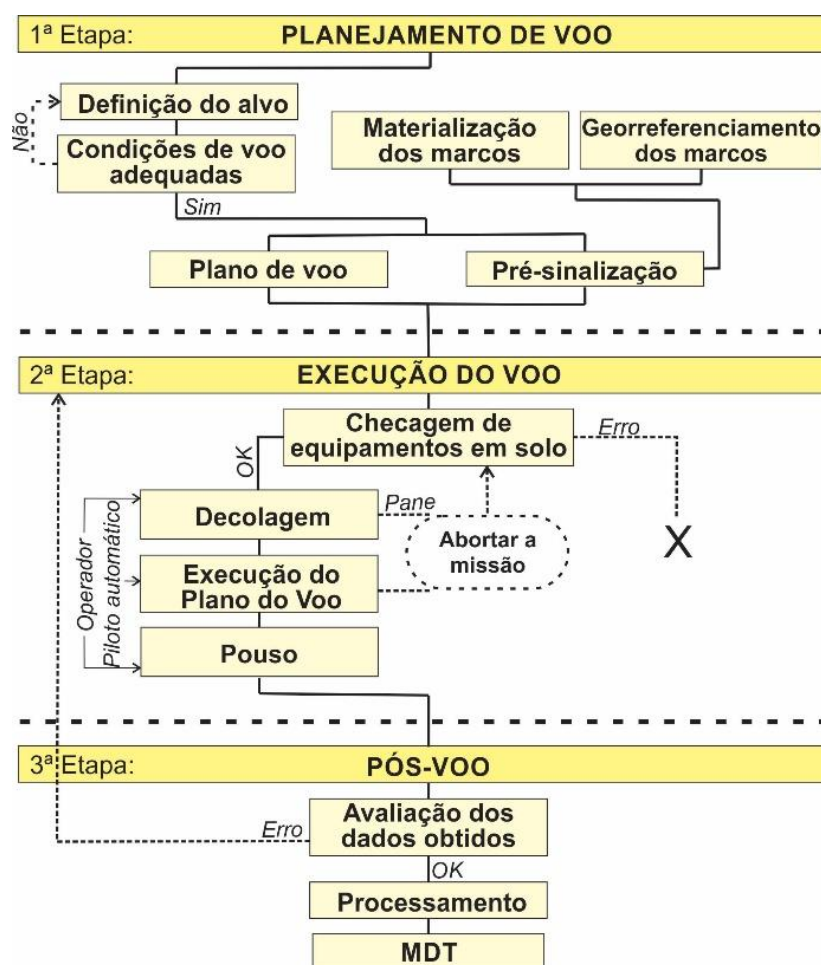 1ª Etapa: PLANEJAMENTO DE VOO
Definição do alvo
Não
Condições de voo
adequadas
Sim
Materialização
dos marcos
Georreferenciamento
dos marcos
Plano de voo
Pré-sinalização
2ª Etapa: EXECUÇÃO DO VOO
Checagem de
equipamentos em solo
Erro
OK
Decolagem
Pane
Abortar a
missão
X
Operador
Piloto automático
Execução do
Plano do Voo
Pouso
3ª Etapa: PÓS-VOO
Avaliação dos
dados obtidos
Erro
OK
Processamento
MDT